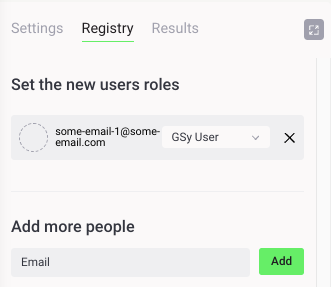 Settings Registry Results
Set the new users roles
some-email-1@some-
email.com
GSy User
Add more people
Email Add